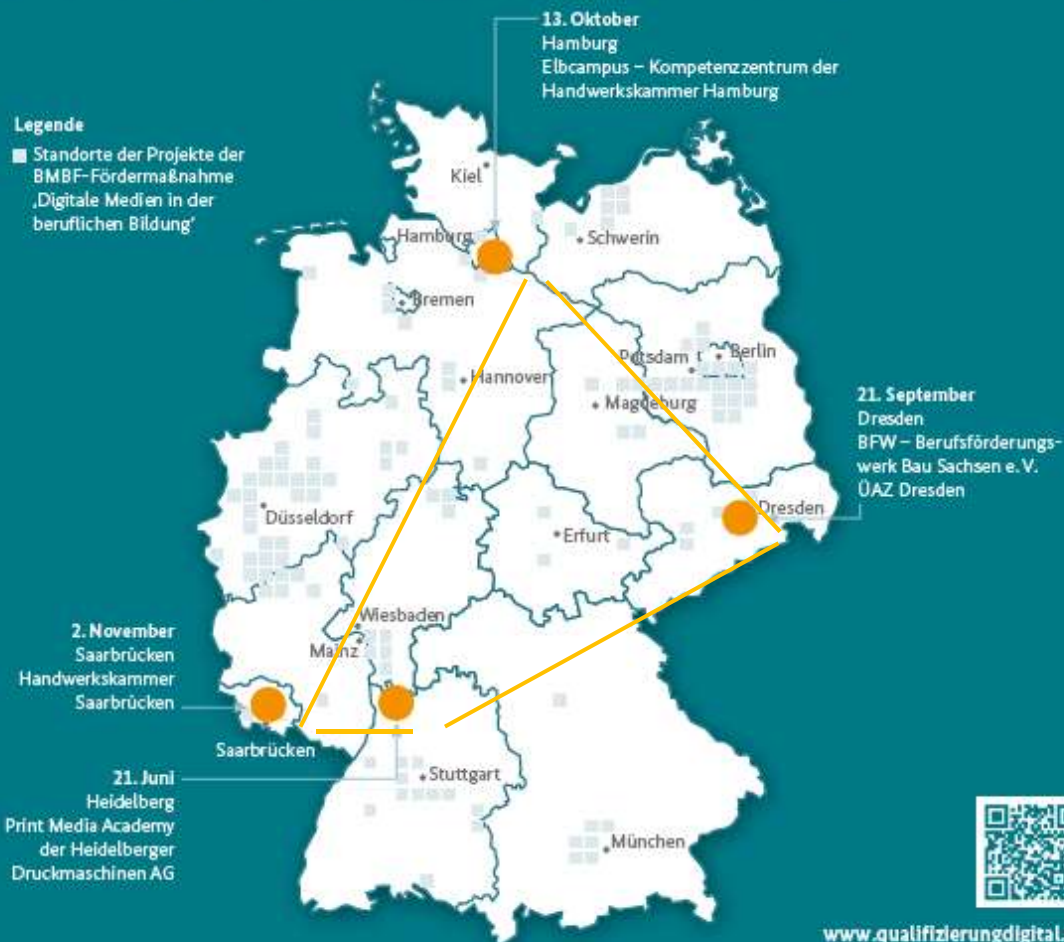 13. Oktober
Hamburg
Elbcampus – Kompetenzzentrum der
Handwerkskammer Hamburg
Legende
Standorte der Projekte der
BMBF-Fördermaßnahme
‚Digitale Medien in der
beruflichen Bildung'
Kiel
Hamburg
Schwerin
Bremen
Potsdam
Berlin
Hannover
Magdeburg
21. September
Dresden
BFW – Berufsförderungs-
werk Bau Sachsen e. V.
ÜAZ Dresden
Düsseldorf
Dresden
Erfurt
Wiesbaden
Mainz
2. November
Saarbrücken
Handwerkskammer
Saarbrücken
Saarbrücken
21. Juni
Heidelberg
Print Media Academy
der Heidelberger
Druckmaschinen AG
Stuttgart
München
www.qualifizierungdigital.